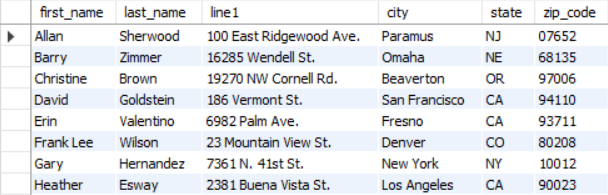 first_name last_name line1 city state zip_code
Allan Sherwood 100 East Ridgewood Ave. Paramus NJ 07652
Barry Zimmer 16285 Wendell St. Omaha NE 68135
Christine Brown 19270 NW Cornell Rd. Beaverton OR 97006
David Goldstein 186 Vermont St. San Francisco CA 94110
Erin Valentino 6982 Palm Ave. Fresno CA 93711
Frank Lee Wilson 23 Mountain View St. Denver CO 80208
Gary Hernandez 7361 N. 41st St. New York NY 10012
Heather Esway 2381 Buena Vista St. Los Angeles CA 90023